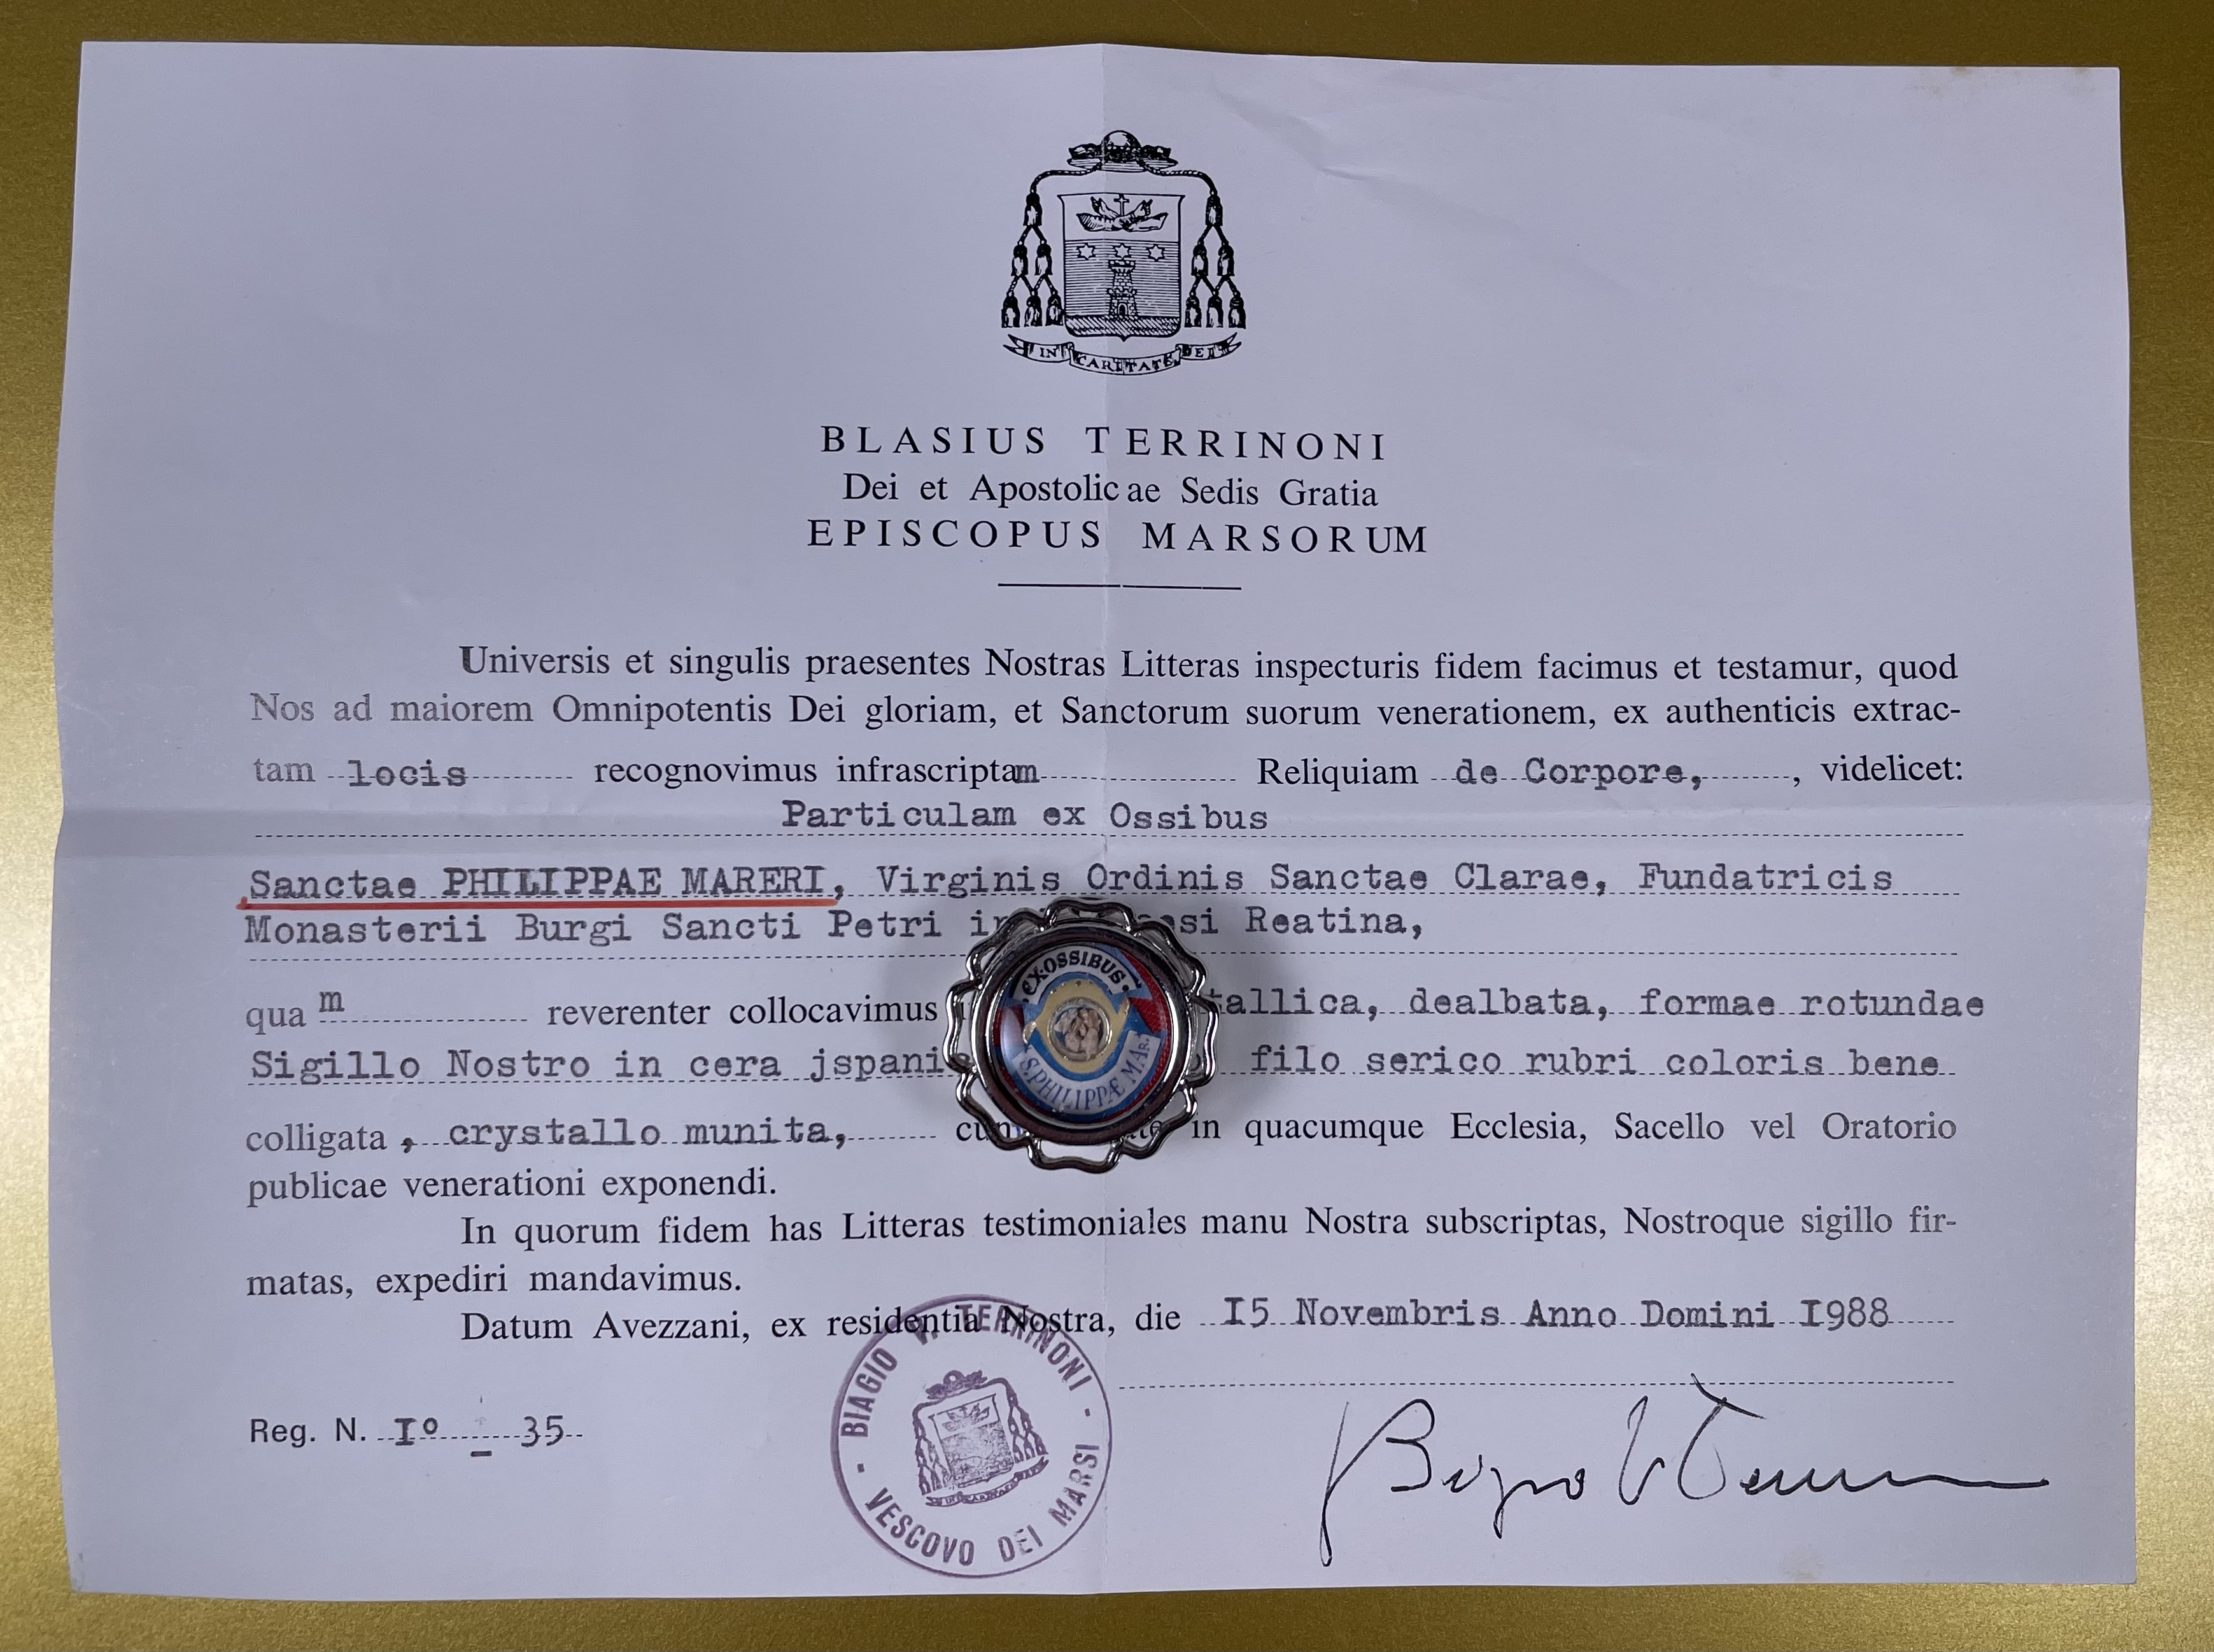 IN CARITATE DEI
BLASIUS TERRINONI
Dei et Apostolicae Sedis Gratia
EPISCOPUS MARSORUM
Universis et singulis praesentes Nostras Litteras inspecturis fidem facimus et testamur, quod
Nos ad maiorem Omnipotentis Dei gloriam, et Sanctorum suorum venerationem, ex authenticis extrac-
tam locis recognovimus infrascriptam Reliquiam de Corpore, , videlicet:
Particulam ex Ossibus
Sanctae PHILIPPAE MARERI, Virginis Ordinis Sanctae Clarae, Fundatricis
Monasterii Burgi Sancti Petri Reatina,
EX OSSIBUS
S. PHILIPPÆ MAR.
quam reverenter collocavimus dealbata, formae rotundae
Sigillo Nostro in cera filo serico rubri coloris bene
colligata, crystallo munita, in quacumque Ecclesia, Sacello vel Oratorio
publicae venerationi exponendi.
In quorum fidem has Litteras testimoniales manu Nostra subscriptas, Nostroque sigillo fir-
matas, expediri mandavimus.
Datum Avezzani, ex residentia Nostra, die I5 Novembris Anno Domini I988
Reg. N. Iº - 35
- BIAGIO V. TERRINONI -
VESCOVO DEI MARSI